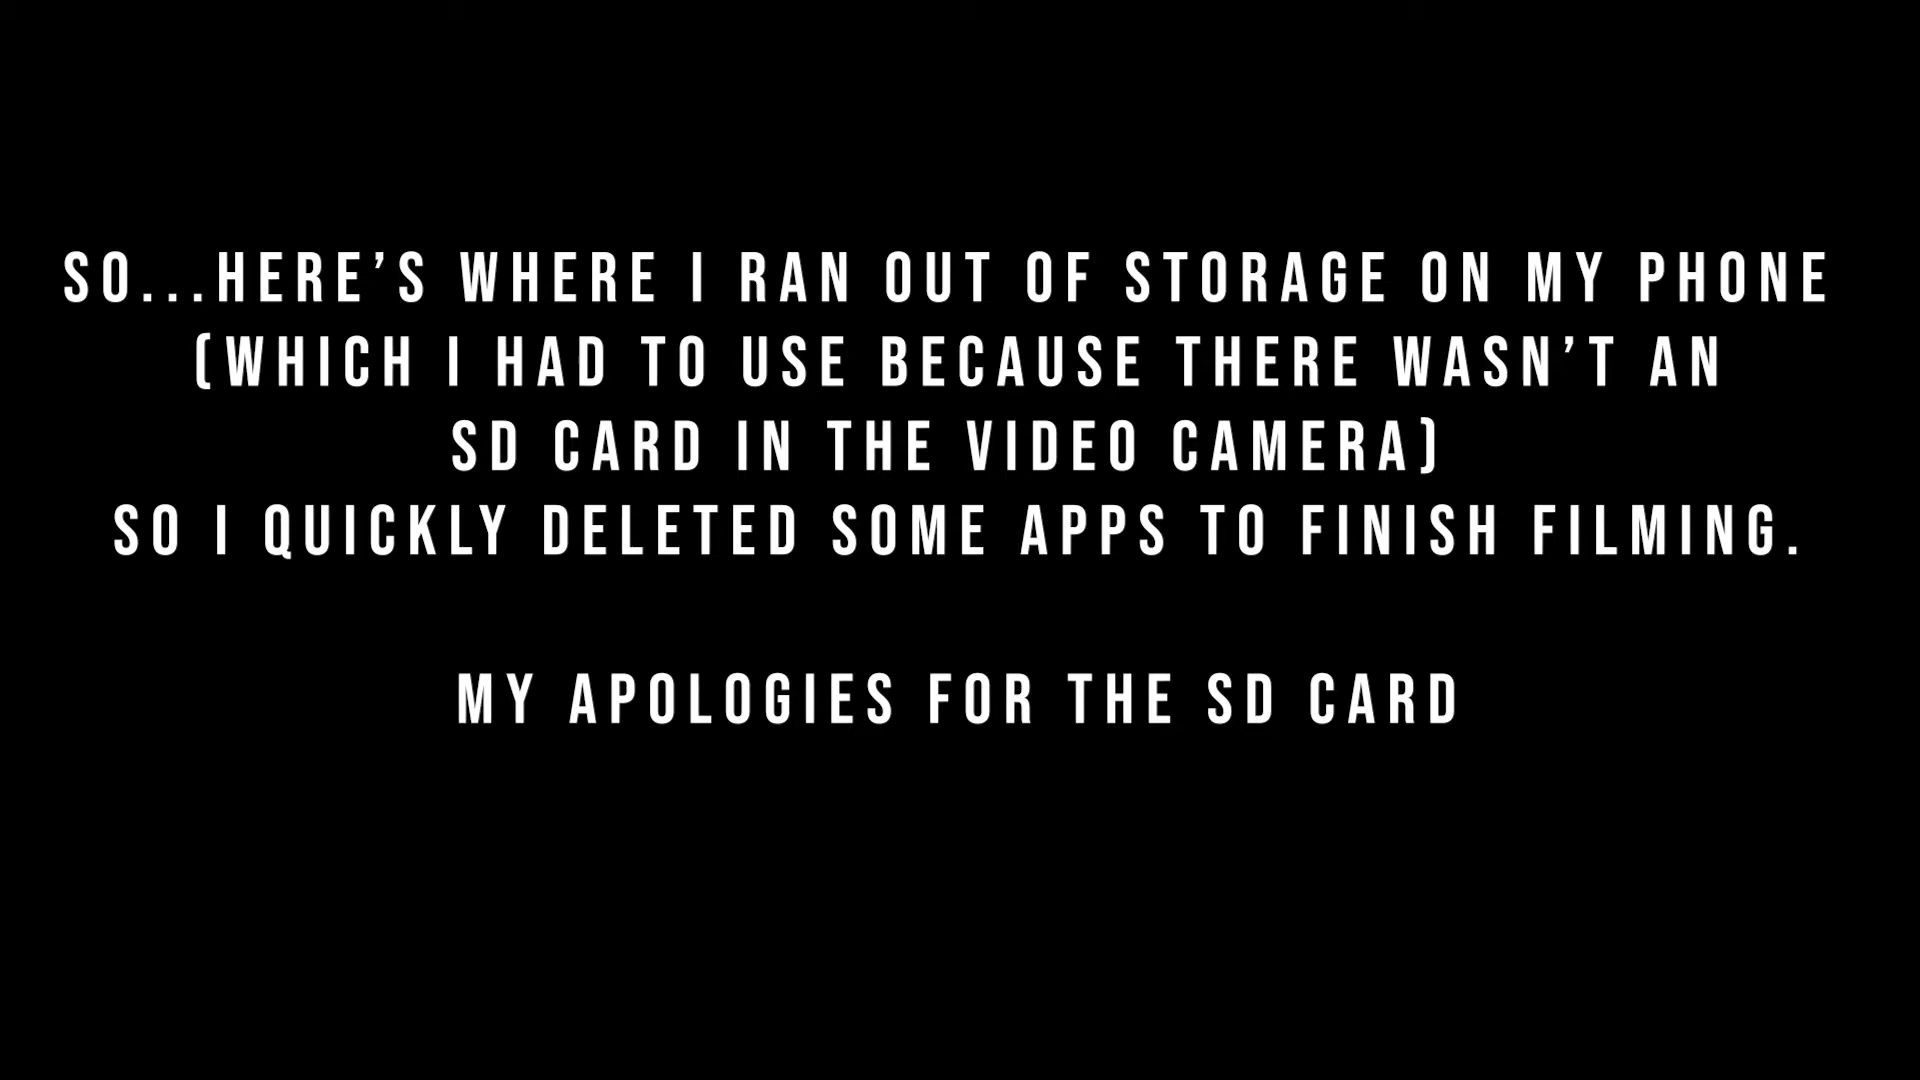 SO...HERE’S WHERE I RAN OUT OF STORAGE ON MY PHONE
(WHICH I HAD TO USE BECAUSE THERE WASN’T AN
SD CARD IN THE VIDEO CAMERA)
SO I QUICKLY DELETED SOME APPS TO FINISH FILMING.
MY APOLOGIES FOR THE SD CARD